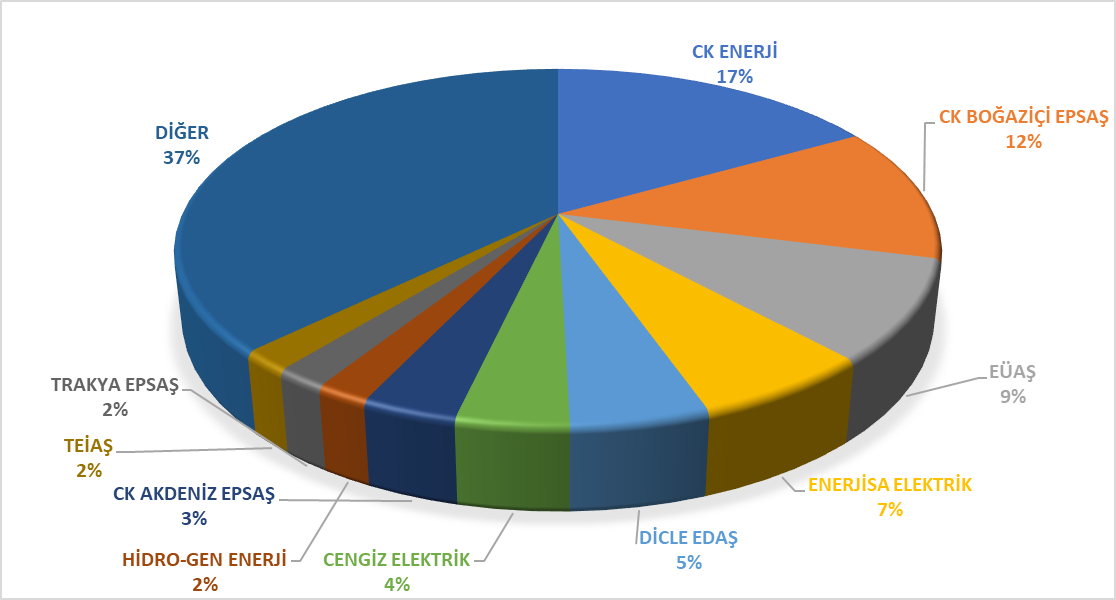 CK ENERJİ
17%
CK BOĞAZİÇİ EPSAŞ
12%
EÜAŞ
9%
ENERJİSA ELEKTRİK
7%
DİCLE EDAŞ
5%
CENGİZ ELEKTRİK
4%
CK AKDENİZ EPSAŞ
3%
HİDRO-GEN ENERJİ
2%
TRAKYA EPSAŞ
2%
TEİAŞ
2%
DİĞER
37%